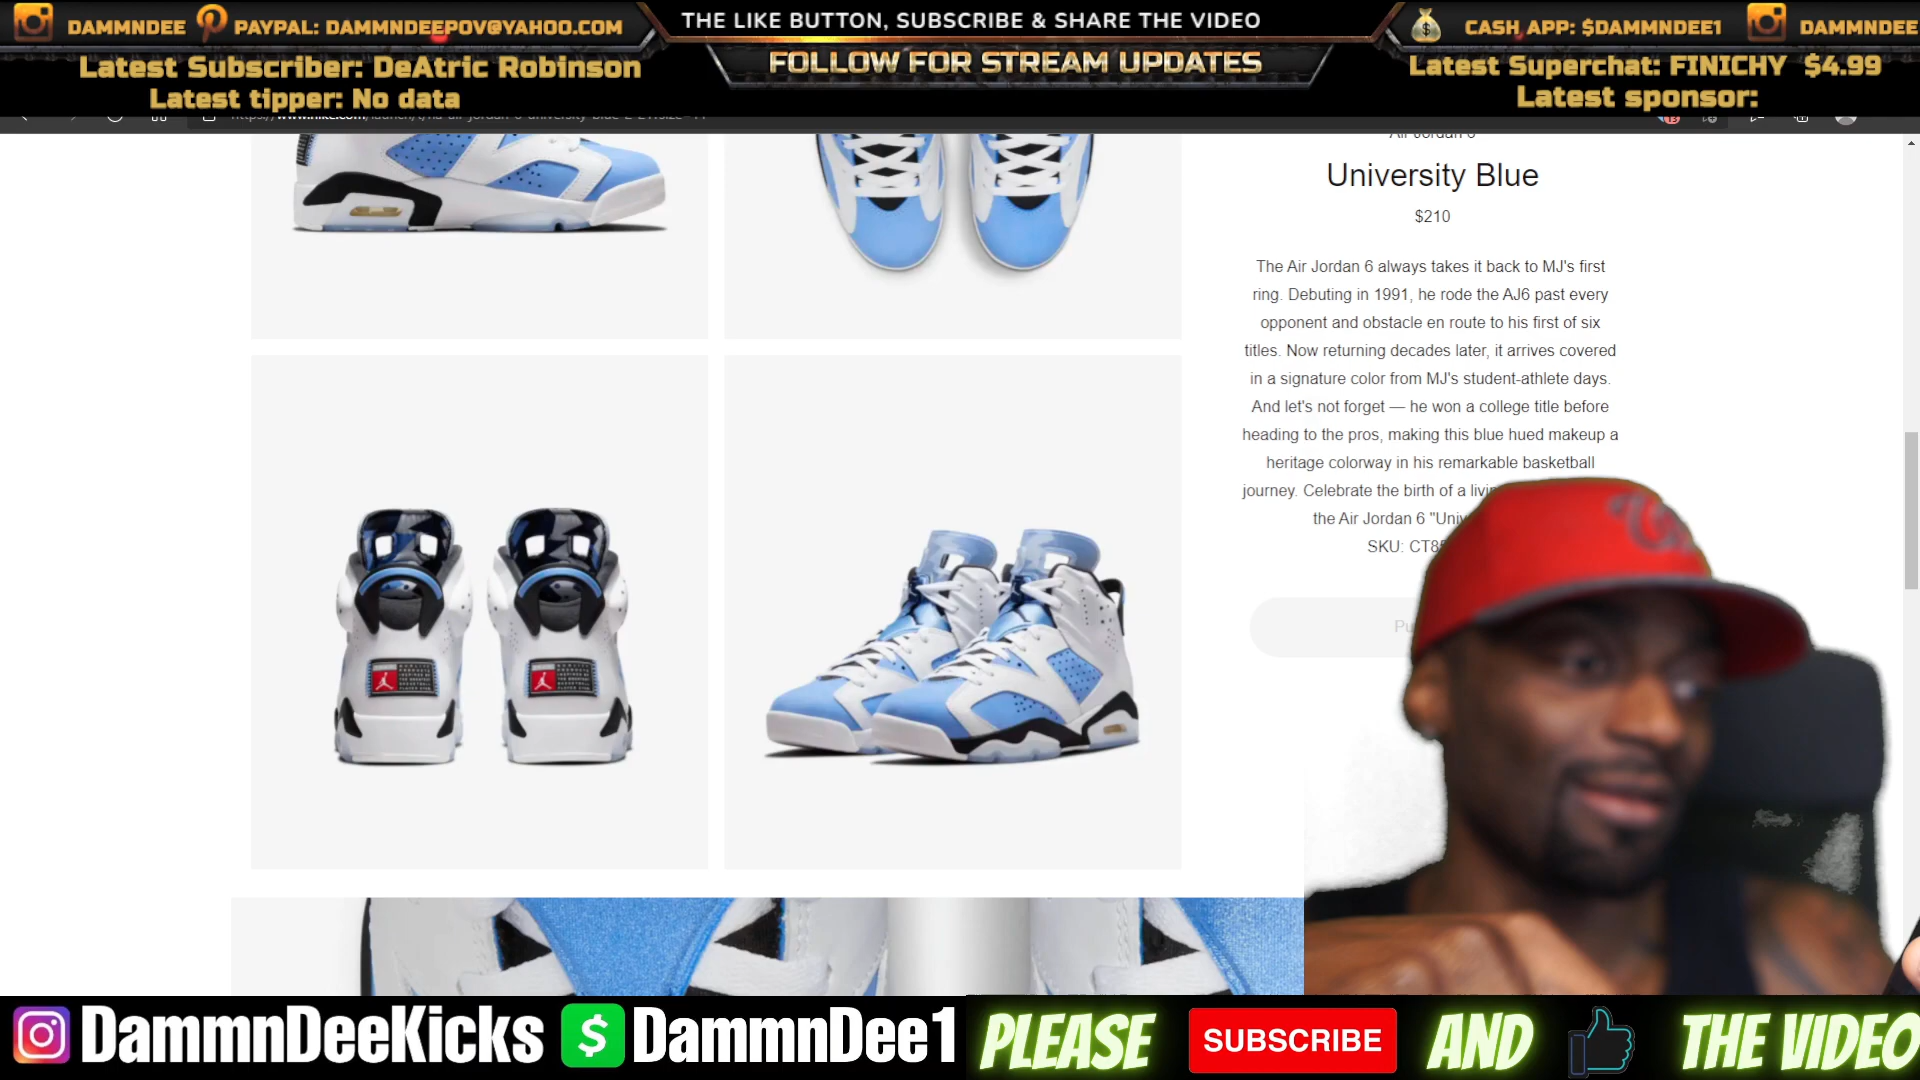 DAMMNDEE
PAYPAL: DAMMNDEEPOV@YAHOO.COM
THE LIKE BUTTON, SUBSCRIBE & SHARE THE VIDEO
CASH APP: $DAMMNDEE1
DAMMNDEE
Latest Subscriber: DeAtric Robinson
FOLLOW FOR STREAM UPDATES
Latest Superchat: FINICHY $4.99
Latest tipper: No data
Latest sponsor:
Air Jordan 6
University Blue
$210
The Air Jordan 6 always takes it back to MJ's first
ring. Debuting in 1991, he rode the AJ6 past every
opponent and obstacle en route to his first of six
titles. Now returning decades later, it arrives covered
in a signature color from MJ's student-athlete days.
And let's not forget — he won a college title before
heading to the pros, making this blue hued makeup a
heritage colorway in his remarkable basketball
journey. Celebrate the birth of a
the Air Jordan 6
SKU:
DammnDeeKicks
$
DammnDee1
PLEASE
SUBSCRIBE
AND
THE VIDEO